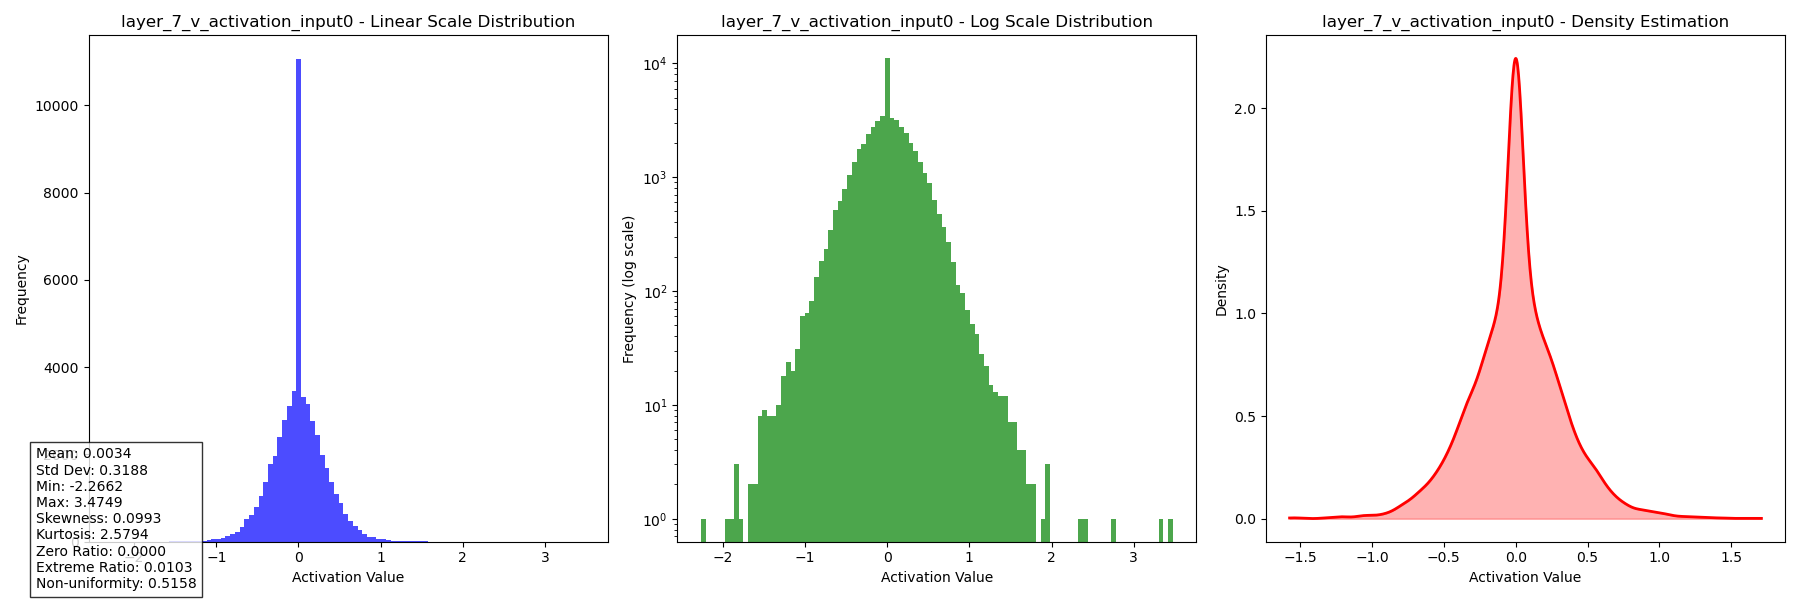 layer_7_v_activation_input0 - Linear Scale Distribution
Frequency
10000
8000
6000
4000
0
−1
0
1
2
3
Activation Value
Mean: 0.0034
Std Dev: 0.3188
Min: -2.2662
Max: 3.4749
Skewness: 0.0993
Kurtosis: 2.5794
Zero Ratio: 0.0000
Extreme Ratio: 0.0103
Non-uniformity: 0.5158
layer_7_v_activation_input0 - Log Scale Distribution
Frequency (log scale)
10⁴
10³
10²
10¹
10⁰
−2
−1
0
1
2
3
Activation Value
layer_7_v_activation_input0 - Density Estimation
Density
2.0
1.5
1.0
0.5
0.0
−1.5
−1.0
−0.5
0.0
0.5
1.0
1.5
Activation Value